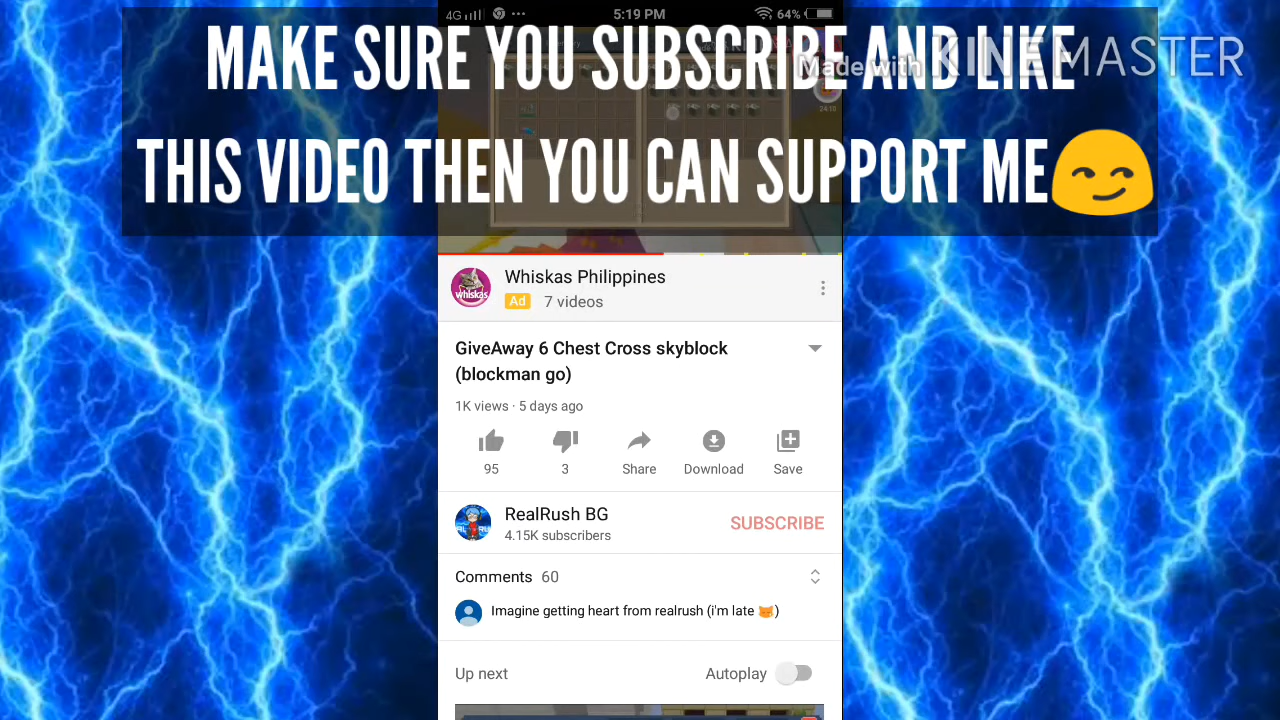 4G 5:19 PM 64%
MAKE SURE YOU SUBSCRIBE AND LIKE
Made with KINEMASTER
THIS VIDEO THEN YOU CAN SUPPORT ME😏
whiskas
Whiskas Philippines
Ad 7 videos
GiveAway 6 Chest Cross skyblock
(blockman go)
1K views · 5 days ago
95 3 Share Download Save
RealRush BG
SUBSCRIBE
4.15K subscribers
Comments 60
Imagine getting heart from realrush (i'm late 😺)
Up next Autoplay